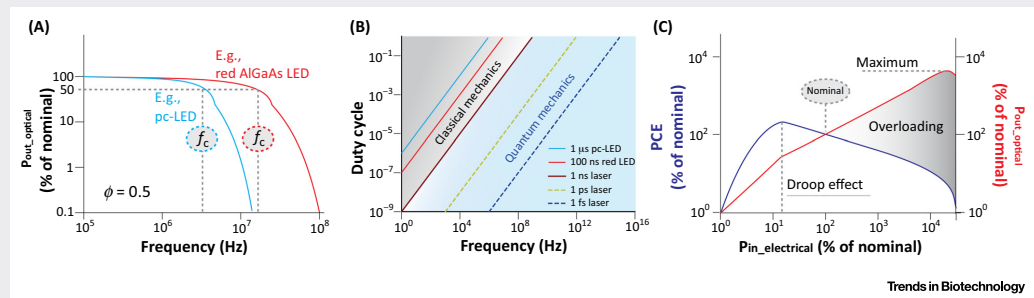 (A)
E.g.,
red AlGaAs LED
E.g.,
pc-LED
fc
fc
ϕ = 0.5
100
50
10
1
0.1
Pout_optical
(% of nominal)
10^5
10^6
10^7
10^8
Frequency (Hz)
(B)
Duty cycle
10^-1
10^-3
10^-5
10^-7
10^-9
Classical mechanics
Quantum mechanics
1 μs pc-LED
100 ns red LED
1 ns laser
1 ps laser
1 fs laser
10^0
10^4
10^8
10^12
10^16
Frequency (Hz)
(C)
PCE
(% of nominal)
10^4
10^2
10^0
Maximum
Nominal
Overloading
Droop effect
10^4
10^2
10^0
Pout_optical
(% of nominal)
10^0
10^1
10^2
10^3
10^4
Pin_electrical (% of nominal)
Trends in Biotechnology